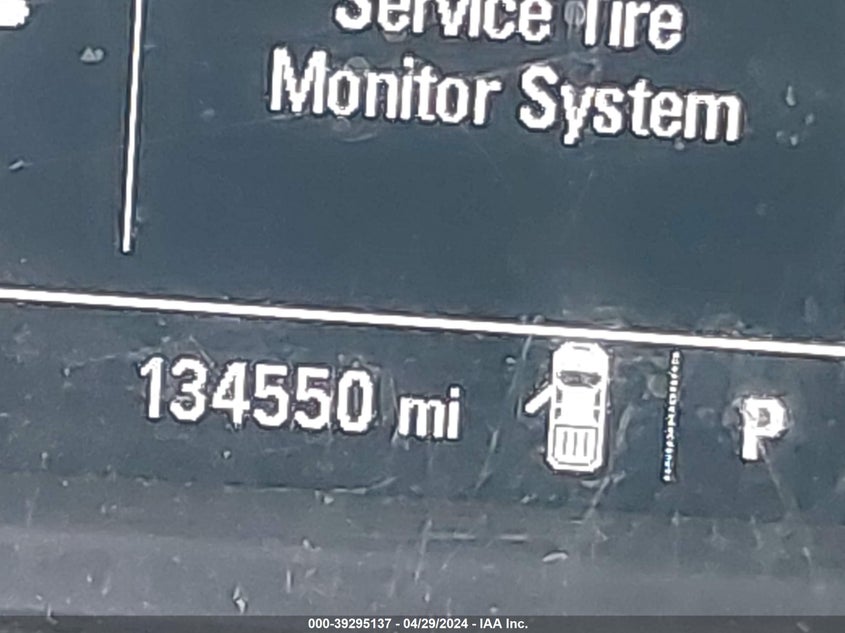 Service Tire
Monitor System
134550 mi
P
000-39295137 - 04/29/2024 - IAA Inc.